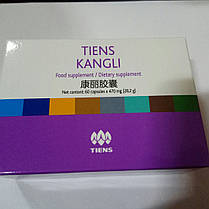 TIENS
KANGLI
Food supplement / Dietary supplement
康丽胶囊
Net content: 60 capsules x 470 mg (28,2 g)
TIENS